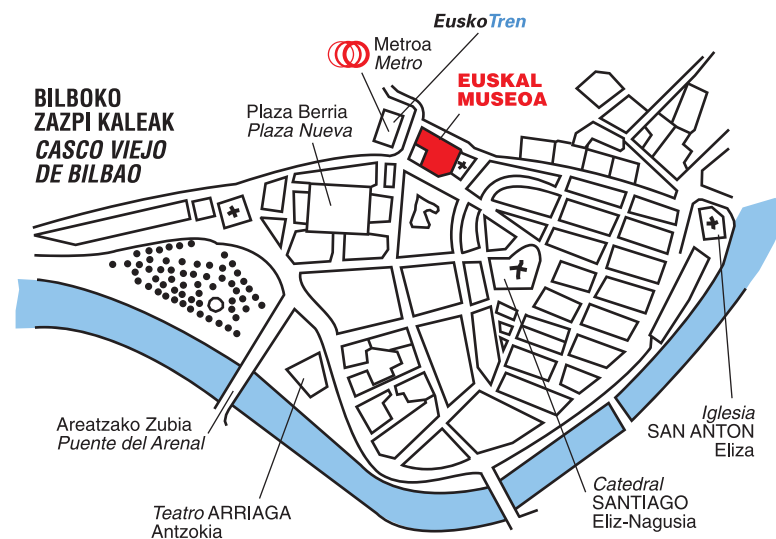 EuskoTren
Metroa
Metro
EUSKAL
MUSEOA
BILBOKO
ZAZPI KALEAK
CASCO VIEJO
DE BILBAO
Plaza Berria
Plaza Nueva
Areatzako Zubia
Puente del Arenal
Teatro ARRIAGA
Antzokia
Iglesia
SAN ANTON
Eliza
Catedral
SANTIAGO
Eliz-Nagusia